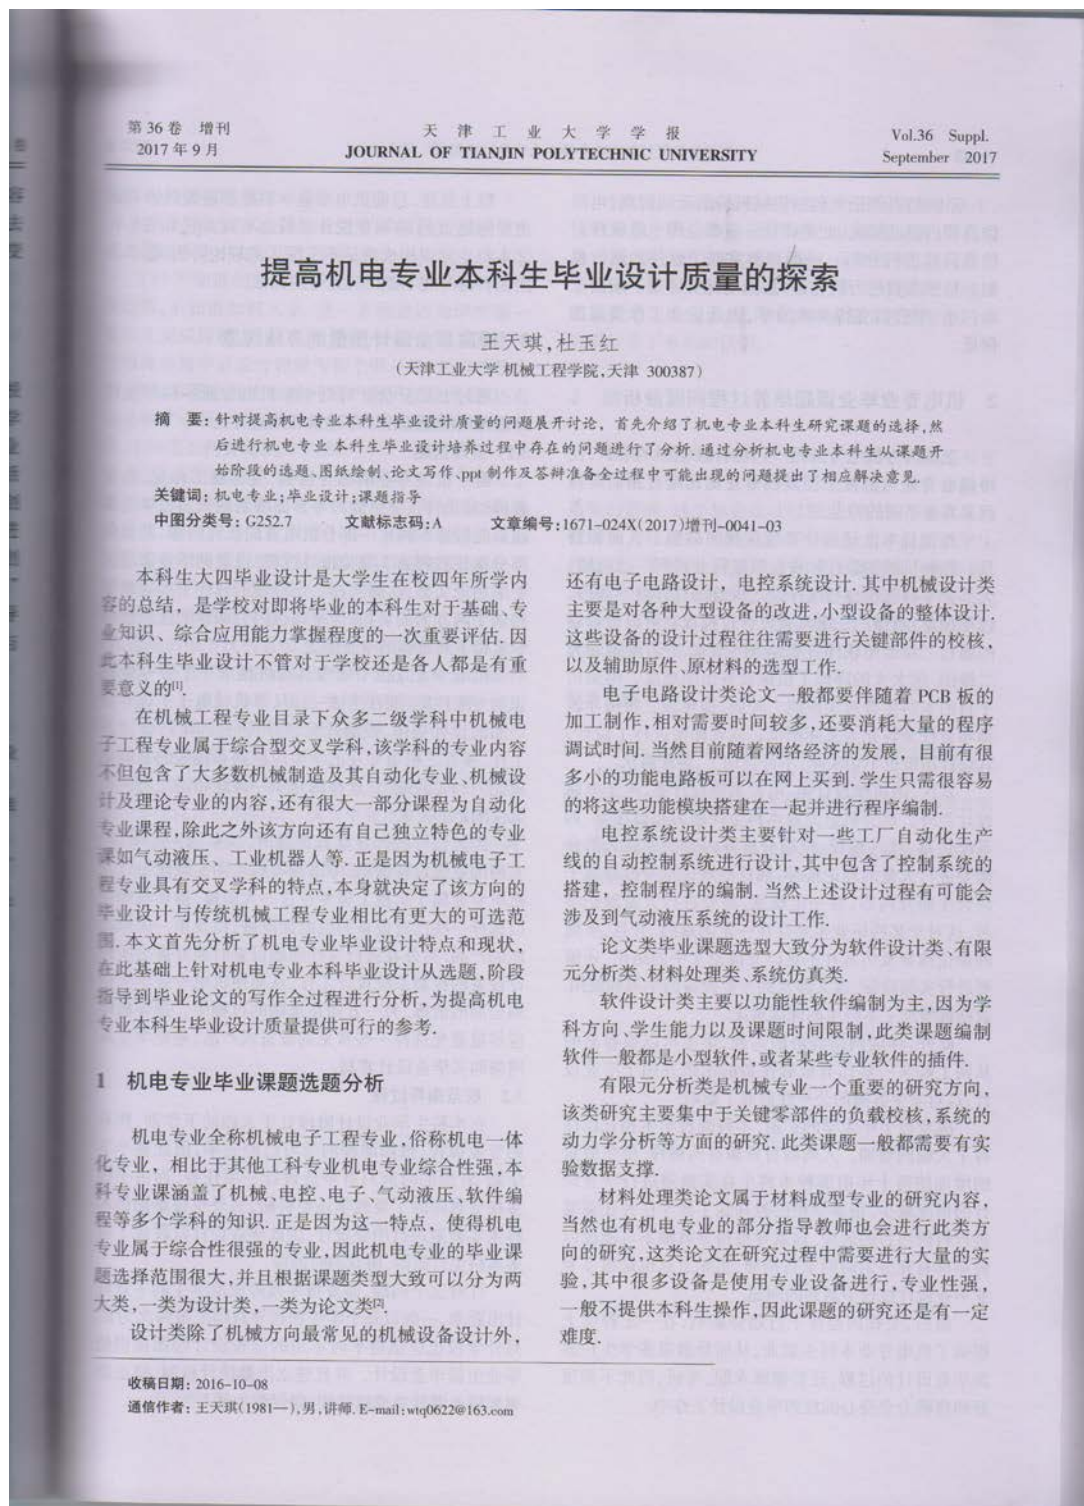 第 36 卷　增刊
2017 年 9 月
天 津 工 业 大 学 学 报
JOURNAL OF TIANJIN POLYTECHNIC UNIVERSITY
Vol.36　Suppl.
September　2017
提高机电专业本科生毕业设计质量的探索
王天琪,杜玉红
(天津工业大学 机械工程学院,天津 300387)
摘　要: 针对提高机电专业本科生毕业设计质量的问题展开讨论，首先介绍了机电专业本科生研究课题的选择,然
后进行机电专业 本科生毕业设计培养过程中存在的问题进行了分析. 通过分析机电专业本科生从课题开
始阶段的选题、图纸绘制、论文写作、ppt 制作及答辩准备全过程中可能出现的问题提出了相应解决意见.
关键词: 机电专业;毕业设计;课题指导
中图分类号: G252.7　　文献标志码:A　　文章编号:1671-024X(2017)增刊-0041-03
本科生大四毕业设计是大学生在校四年所学内
容的总结，是学校对即将毕业的本科生对于基础、专
业知识、综合应用能力掌握程度的一次重要评估. 因
此本科生毕业设计不管对于学校还是各人都是有重
要意义的[1].
在机械工程专业目录下众多二级学科中机械电
子工程专业属于综合型交叉学科,该学科的专业内容
不但包含了大多数机械制造及其自动化专业、机械设
计及理论专业的内容,还有很大一部分课程为自动化
专业课程,除此之外该方向还有自己独立特色的专业
课如气动液压、工业机器人等. 正是因为机械电子工
程专业具有交叉学科的特点,本身就决定了该方向的
毕业设计与传统机械工程专业相比有更大的可选范
围. 本文首先分析了机电专业毕业设计特点和现状，
在此基础上针对机电专业本科毕业设计从选题,阶段
指导到毕业论文的写作全过程进行分析,为提高机电
专业本科生毕业设计质量提供可行的参考.
1　机电专业毕业课题选题分析
机电专业全称机械电子工程专业,俗称机电一体
化专业，相比于其他工科专业机电专业综合性强,本
科专业课涵盖了机械、电控、电子、气动液压、软件编
程等多个学科的知识. 正是因为这一特点，使得机电
专业属于综合性很强的专业,因此机电专业的毕业课
题选择范围很大,并且根据课题类型大致可以分为两
大类,一类为设计类,一类为论文类[2].
设计类除了机械方向最常见的机械设备设计外，
还有电子电路设计，电控系统设计. 其中机械设计类
主要是对各种大型设备的改进,小型设备的整体设计.
这些设备的设计过程往往需要进行关键部件的校核，
以及辅助原件、原材料的选型工作.
电子电路设计类论文一般都要伴随着 PCB 板的
加工制作,相对需要时间较多,还要消耗大量的程序
调试时间. 当然目前随着网络经济的发展，目前有很
多小的功能电路板可以在网上买到. 学生只需很容易
的将这些功能模块搭建在一起并进行程序编制.
电控系统设计类主要针对一些工厂自动化生产
线的自动控制系统进行设计,其中包含了控制系统的
搭建，控制程序的编制. 当然上述设计过程有可能会
涉及到气动液压系统的设计工作.
论文类毕业课题选型大致分为软件设计类、有限
元分析类、材料处理类、系统仿真类.
软件设计类主要以功能性软件编制为主,因为学
科方向、学生能力以及课题时间限制,此类课题编制
软件一般都是小型软件,或者某些专业软件的插件.
有限元分析类是机械专业一个重要的研究方向，
该类研究主要集中于关键零部件的负载校核,系统的
动力学分析等方面的研究. 此类课题一般都需要有实
验数据支撑.
材料处理类论文属于材料成型专业的研究内容，
当然也有机电专业的部分指导教师也会进行此类方
向的研究,这类论文在研究过程中需要进行大量的实
验,其中很多设备是使用专业设备进行,专业性强，
一般不提供本科生操作,因此课题的研究还是有一定
难度.
收稿日期: 2016-10-08
通信作者: 王天琪(1981—),男,讲师. E-mail:wtq0622@163.com